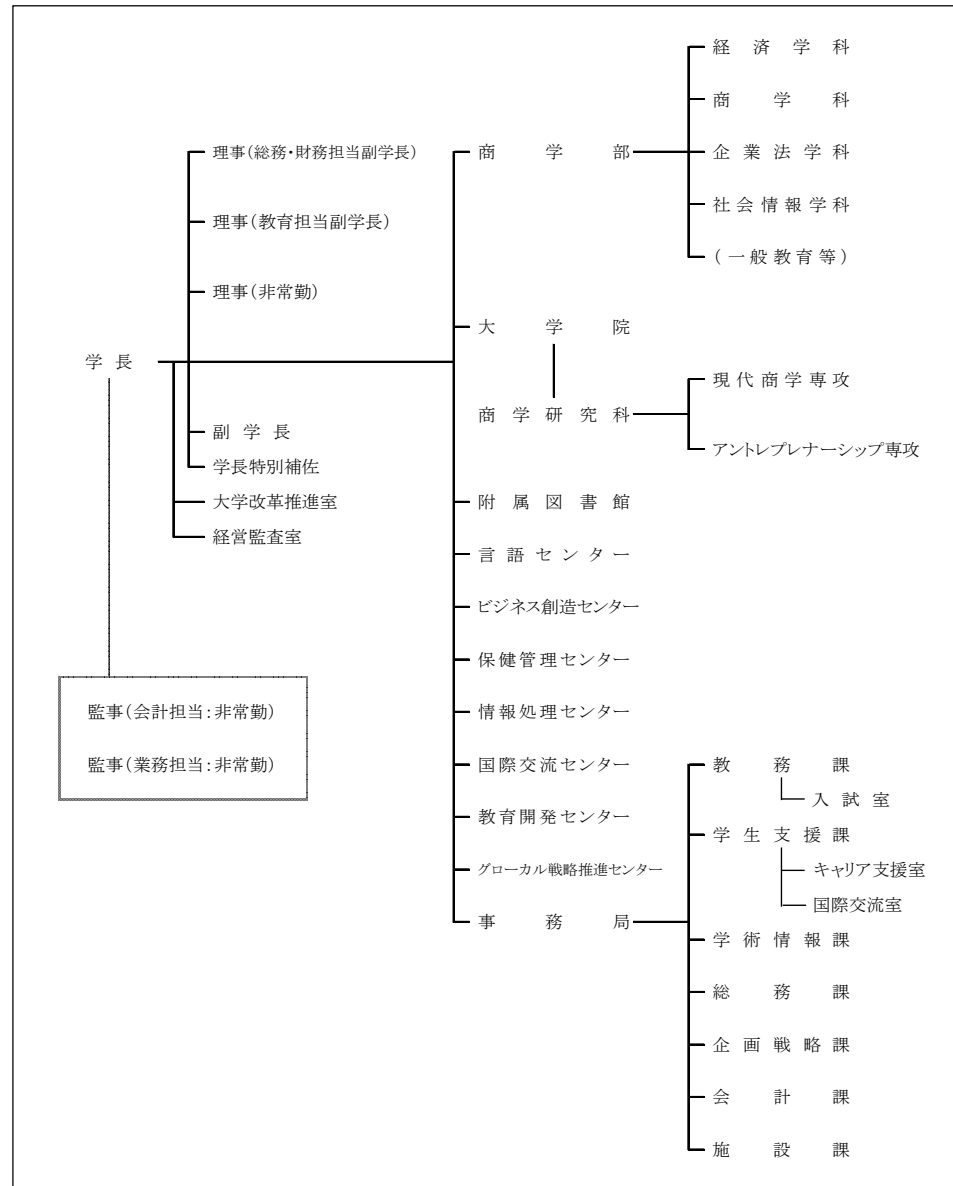 学長
監事(会計担当:非常勤)
監事(業務担当:非常勤)
理事(総務・財務担当副学長)
理事(教育担当副学長)
理事(非常勤)
副学長
学長特別補佐
大学改革推進室
経営監査室
商学部
経済学科
商学科
企業法学科
社会情報学科
(一般教育等)
大学院
商学研究科
現代商学専攻
アントレプレナーシップ専攻
附属図書館
言語センター
ビジネス創造センター
保健管理センター
情報処理センター
国際交流センター
教育開発センター
グローカル戦略推進センター
事務局
教務課
入試室
学生支援課
キャリア支援室
国際交流室
学術情報課
総務課
企画戦略課
会計課
施設課